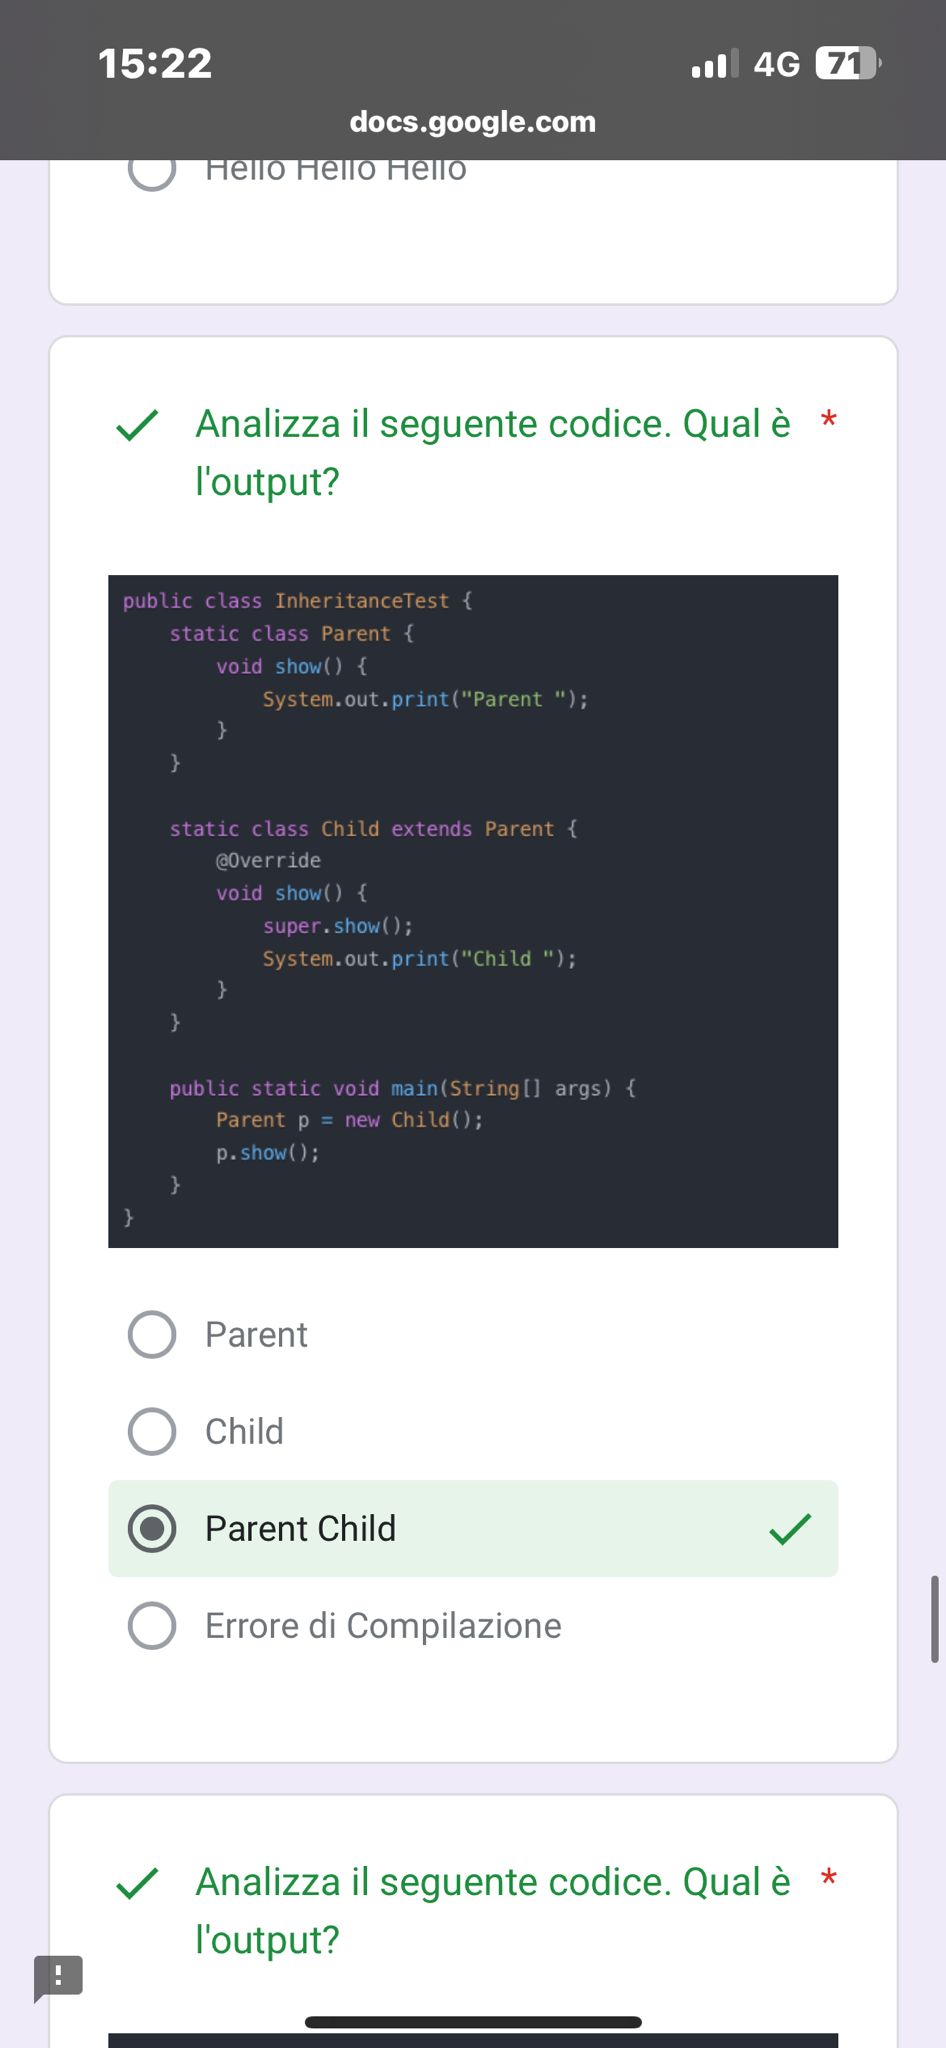 15:22
4G 71
docs.google.com
Hello Hello Hello
Analizza il seguente codice. Qual è *
l'output?
public class InheritanceTest {
    static class Parent {
        void show() {
            System.out.print("Parent ");
        }
    }

    static class Child extends Parent {
        @Override
        void show() {
            super.show();
            System.out.print("Child ");
        }
    }

    public static void main(String[] args) {
        Parent p = new Child();
        p.show();
    }
}
Parent
Child
Parent Child
Errore di Compilazione
Analizza il seguente codice. Qual è *
l'output?